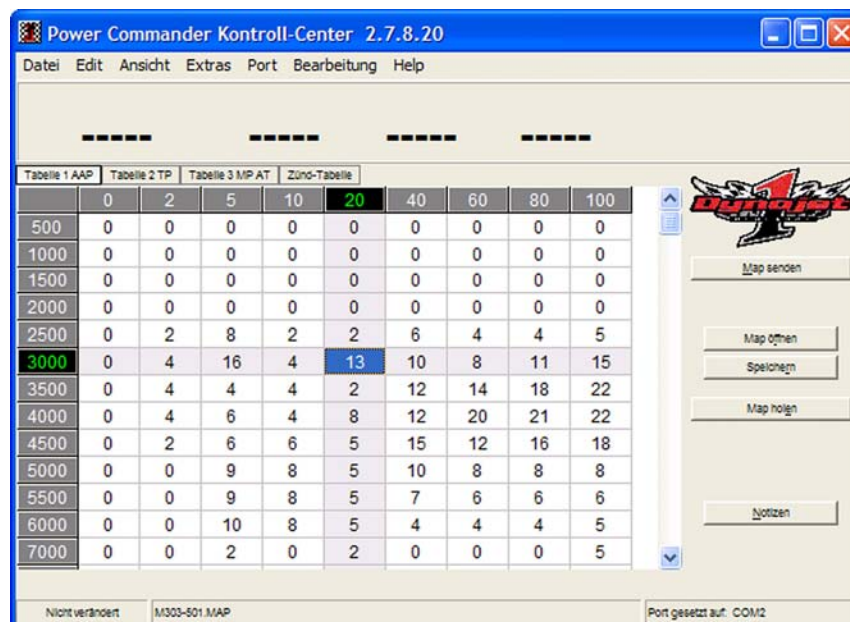 Power Commander Kontroll-Center 2.7.8.20
Datei Edit Ansicht Extras Port Bearbeitung Help
----- ----- ----- -----
Tabelle 1 AAP Tabelle 2 TP Tabelle 3 MP AT Zünd-Tabelle
0 2 5 10 20 40 60 80 100
500 0 0 0 0 0 0 0 0 0
1000 0 0 0 0 0 0 0 0 0
1500 0 0 0 0 0 0 0 0 0
2000 0 0 0 0 0 0 0 0 0
2500 0 2 8 2 2 6 4 4 5
3000 0 4 16 4 13 10 8 11 15
3500 0 4 4 4 2 12 14 18 22
4000 0 4 6 4 8 12 20 21 22
4500 0 2 6 6 5 15 12 16 18
5000 0 0 9 8 5 10 8 8 8
5500 0 0 9 8 5 7 6 6 6
6000 0 0 10 8 5 4 4 4 5
7000 0 0 2 0 2 0 0 0 5
Dynojet
Map senden
Map öffnen
Speichern
Map holen
Notizen
Nicht verändert M303-501.MAP Port gesetzt auf: COM2